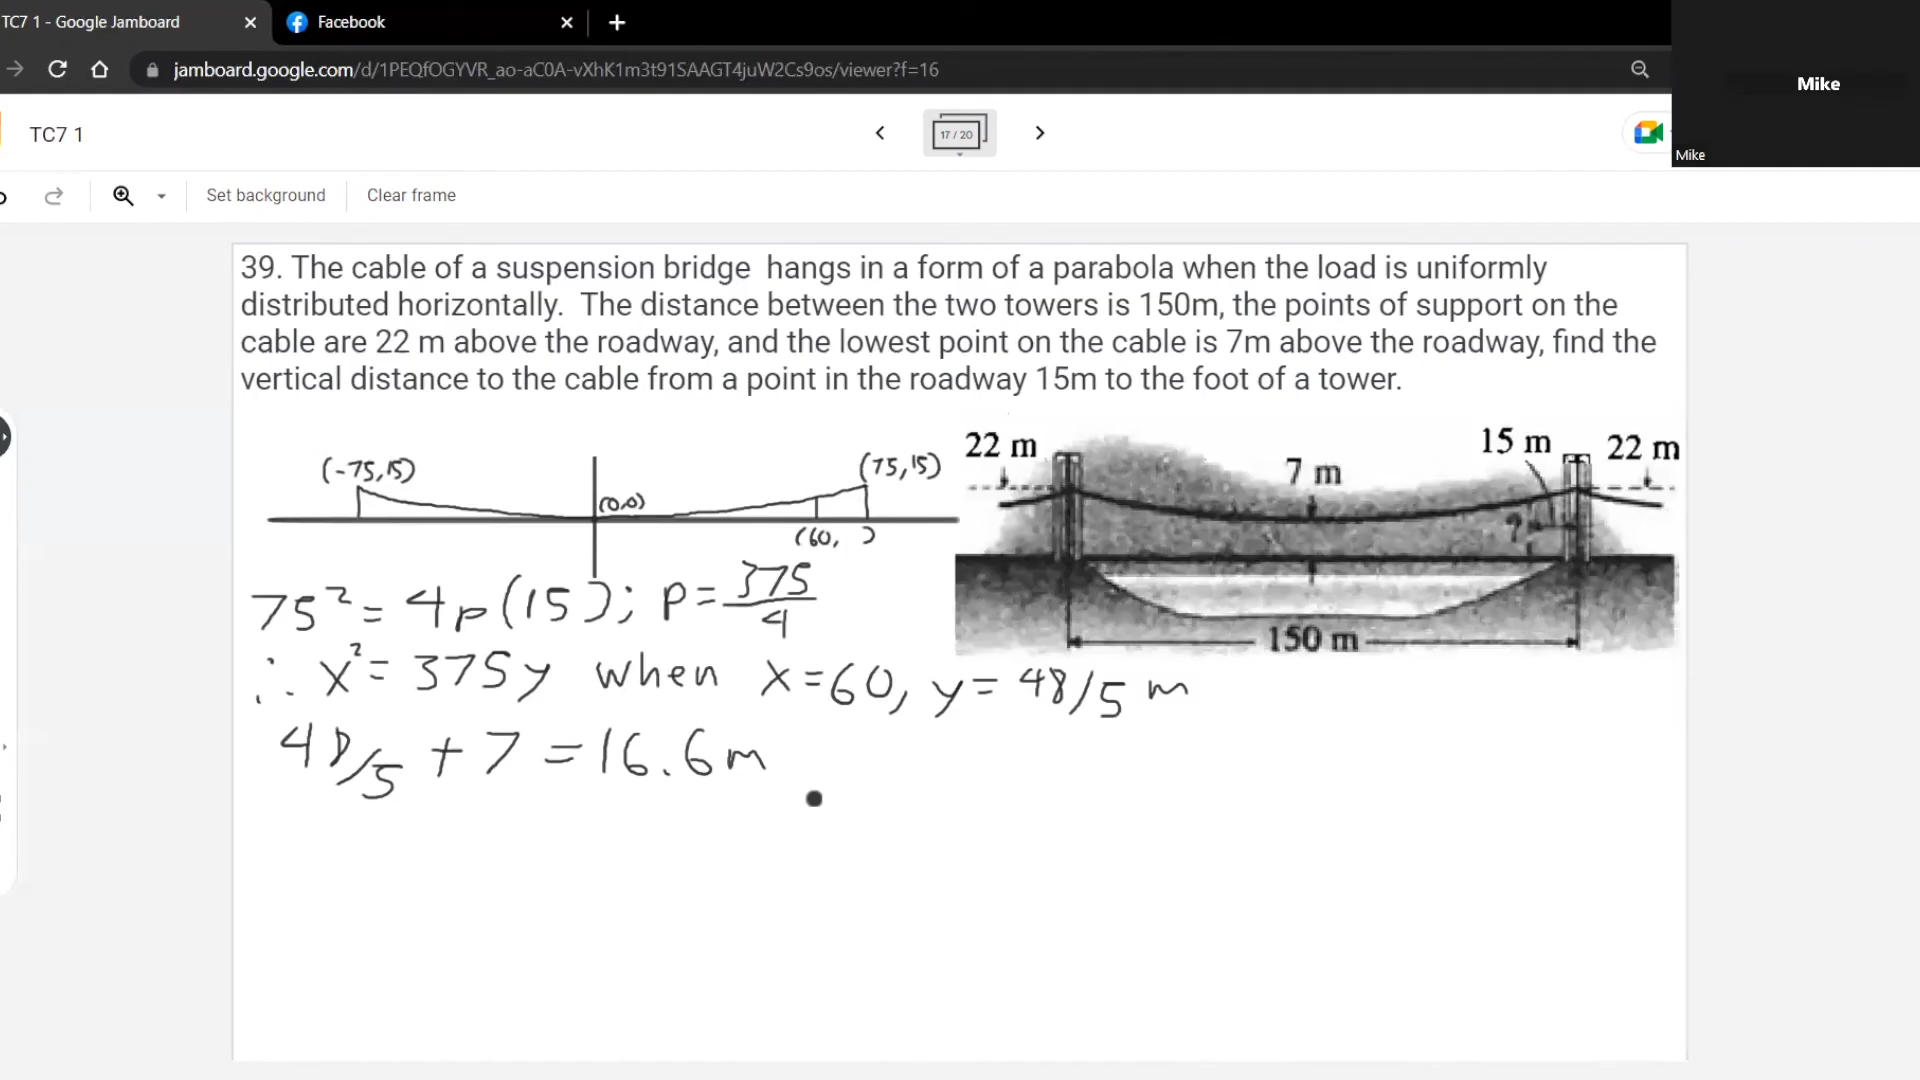 TC7 1 - Google Jamboard
Facebook
jamboard.google.com/d/1PEQfOGYVR_ao-aC0A-vXhK1m3t91SAAGT4juW2Cs9os/viewer?f=16
Mike
Mike
TC7 1
17 / 20
Set background
Clear frame
39. The cable of a suspension bridge hangs in a form of a parabola when the load is uniformly
distributed horizontally. The distance between the two towers is 150m, the points of support on the
cable are 22 m above the roadway, and the lowest point on the cable is 7m above the roadway, find the
vertical distance to the cable from a point in the roadway 15m to the foot of a tower.
(-75,15)
(0,0)
(75,15)
(60, )
22 m
7 m
15 m
22 m
?
150 m
75² = 4p(15); p = 375/4
∴ x² = 375y when x = 60, y = 48/5 m
48/5 + 7 = 16.6m